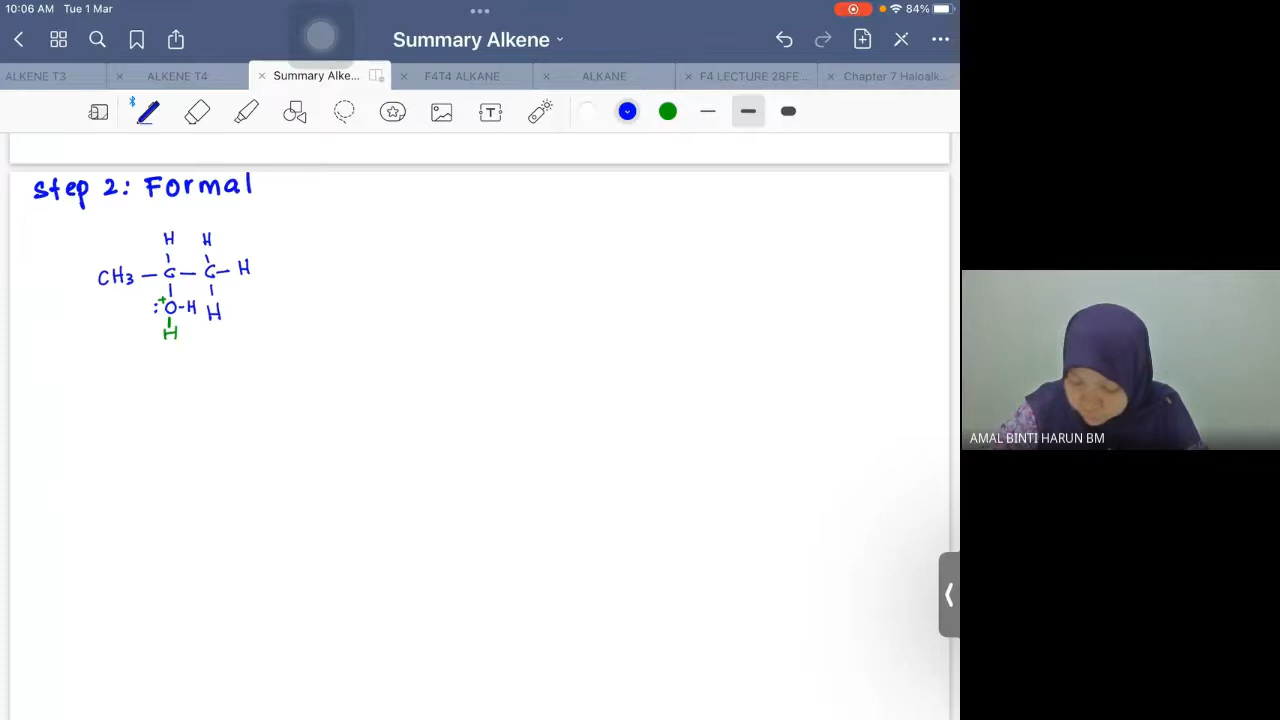 10:06 AM Tue 1 Mar
84%
Summary Alkene
ALKENE T3
ALKENE T4
Summary Alke...
F4T4 ALKANE
ALKANE
F4 LECTURE 28FE...
Chapter 7 Haloalk...
T
step 2: Formal
H H
CH3 – C – C – H
:O+ – H H
H
AMAL BINTI HARUN BM